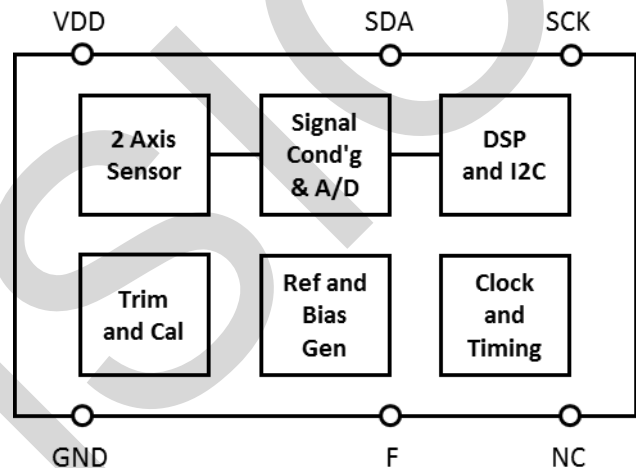 VDD SDA SCK
2 Axis
Sensor
Signal
Cond'g
& A/D
DSP
and I2C
Trim
and Cal
Ref and
Bias
Gen
Clock
and
Timing
GND F NC